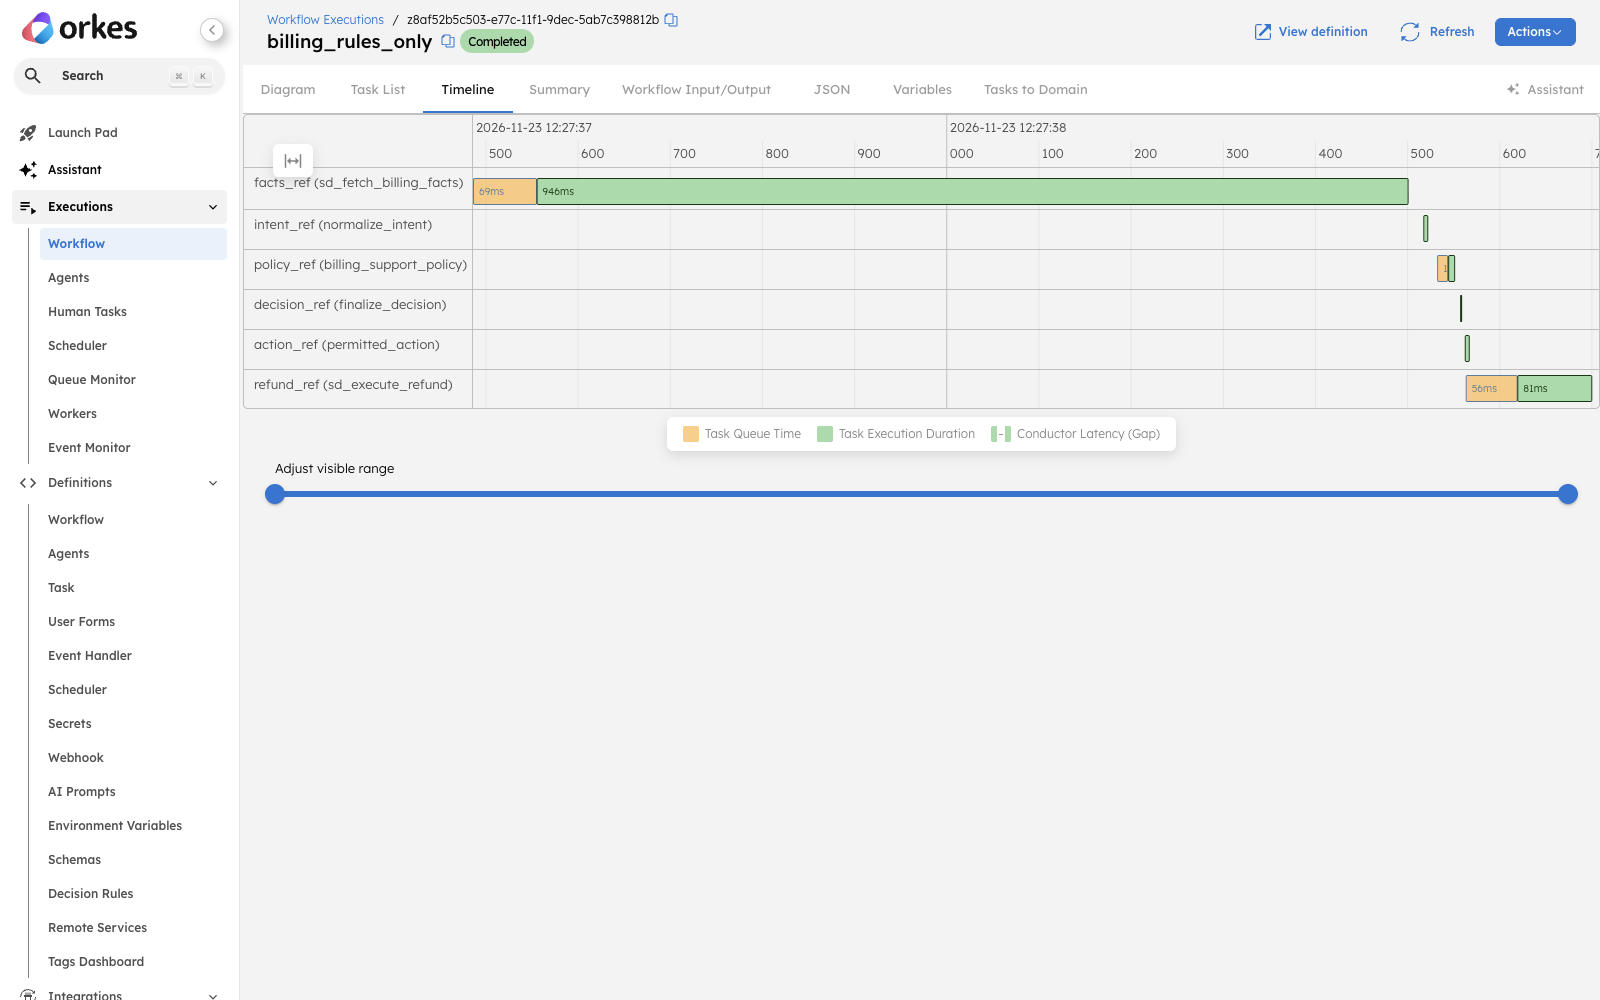 orkes
Search
⌘ K
Launch Pad
Assistant
Executions
Workflow
Agents
Human Tasks
Scheduler
Queue Monitor
Workers
Event Monitor
Definitions
Workflow
Agents
Task
User Forms
Event Handler
Scheduler
Secrets
Webhook
AI Prompts
Environment Variables
Schemas
Decision Rules
Remote Services
Tags Dashboard
Integrations
Workflow Executions / z8af52b5c503-e77c-11f1-9dec-5ab7c398812b
billing_rules_only Completed
View definition Refresh Actions
Diagram Task List Timeline Summary Workflow Input/Output JSON Variables Tasks to Domain Assistant
2026-11-23 12:27:37 2026-11-23 12:27:38
500 600 700 800 900 000 100 200 300 400 500 600 7
facts_ref (sd_fetch_billing_facts) 69ms 946ms
intent_ref (normalize_intent)
policy_ref (billing_support_policy) 1
decision_ref (finalize_decision)
action_ref (permitted_action)
refund_ref (sd_execute_refund) 56ms 81ms
Task Queue Time Task Execution Duration Conductor Latency (Gap)
Adjust visible range